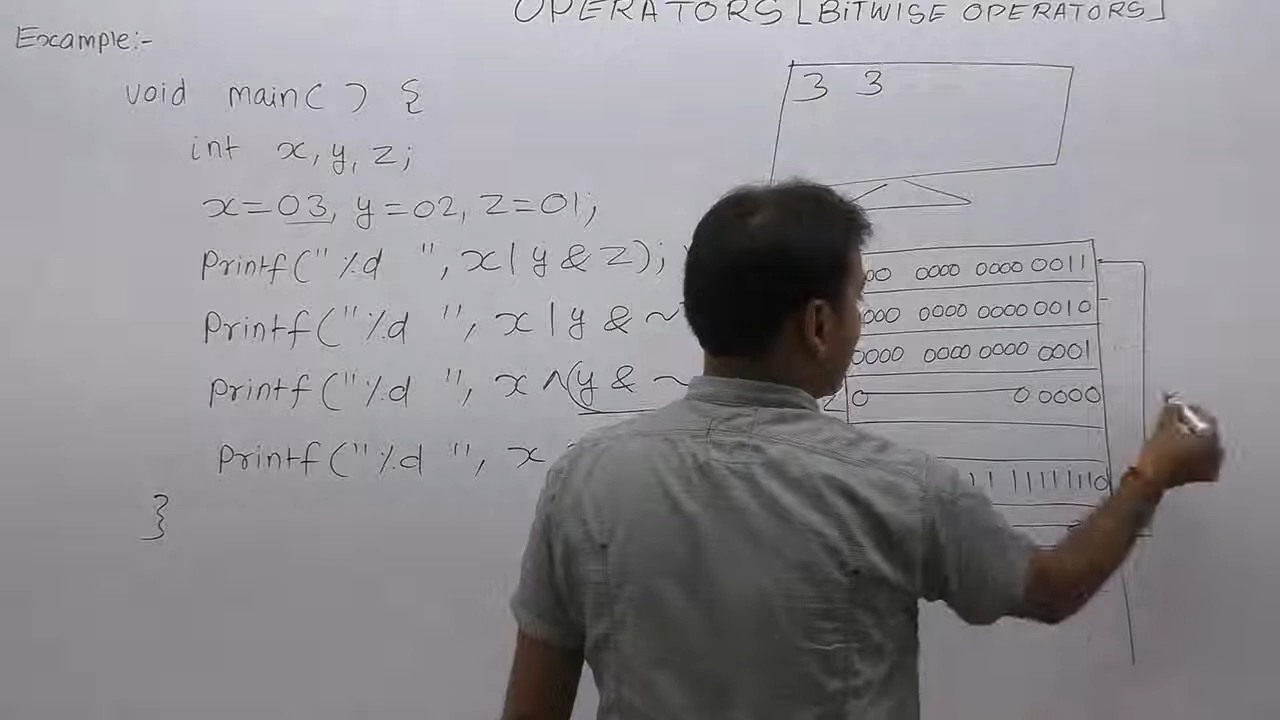 OPERATORS [BITWISE OPERATORS]
Example:-
void main( ) {
int x, y, z;
x=03, y=02, z=01;
printf("%d ", x | y & z);
printf("%d ", x | y & ~
printf("%d ", x ^(y & ~
printf("%d ", x
}
3 3
00 0000 0000 0011
000 0000 0000 0010
0000 0000 0000 0001
0 0 0000
11 11111110